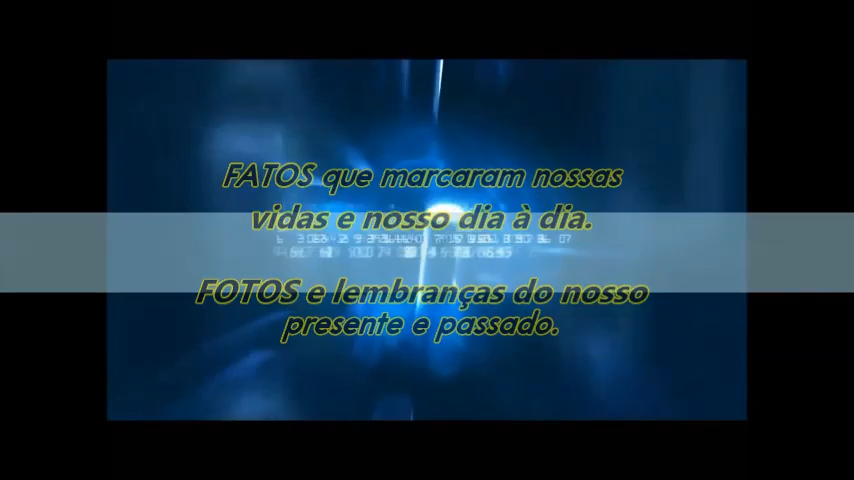 FATOS que marcaram nossas
vidas e nosso dia à dia.
FOTOS e lembranças do nosso
presente e passado.